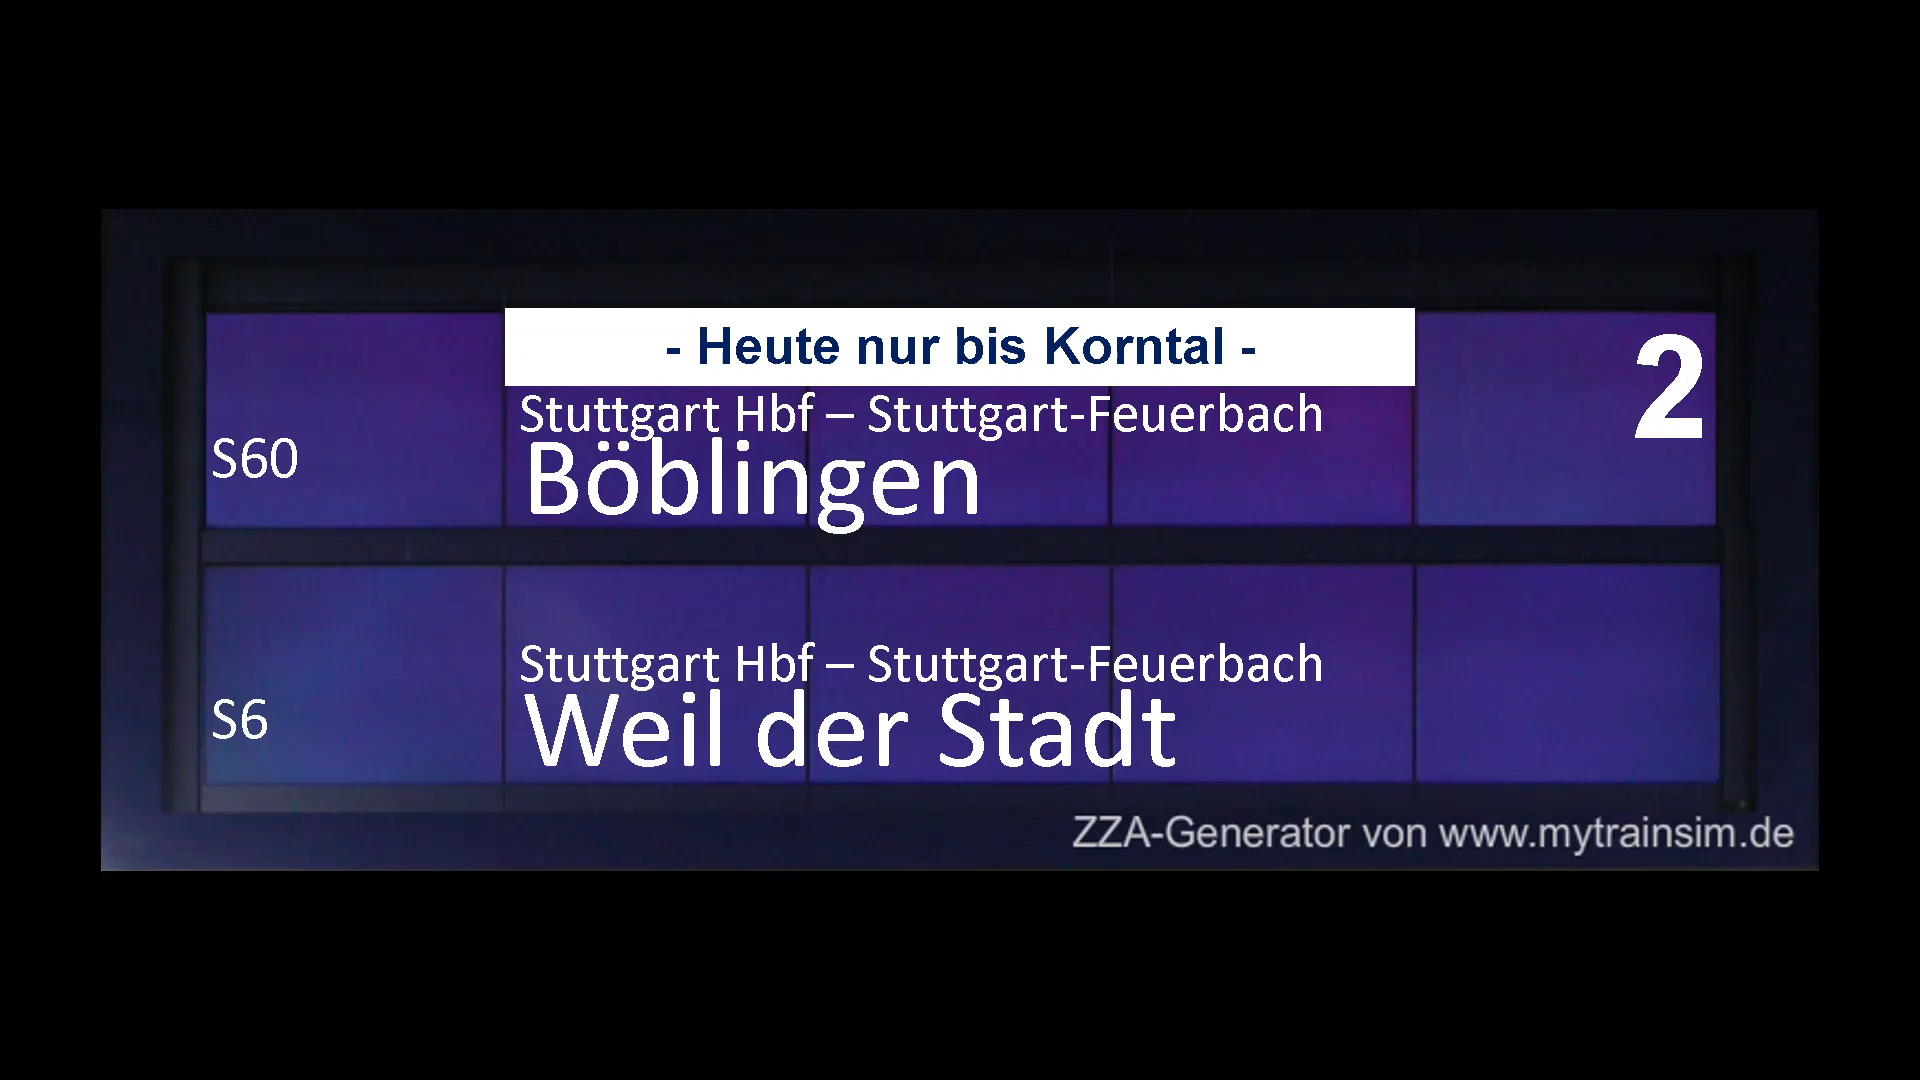 - Heute nur bis Korntal -
2
Stuttgart Hbf – Stuttgart-Feuerbach
S60
Böblingen
Stuttgart Hbf – Stuttgart-Feuerbach
S6
Weil der Stadt
ZZA-Generator von www.mytrainsim.de